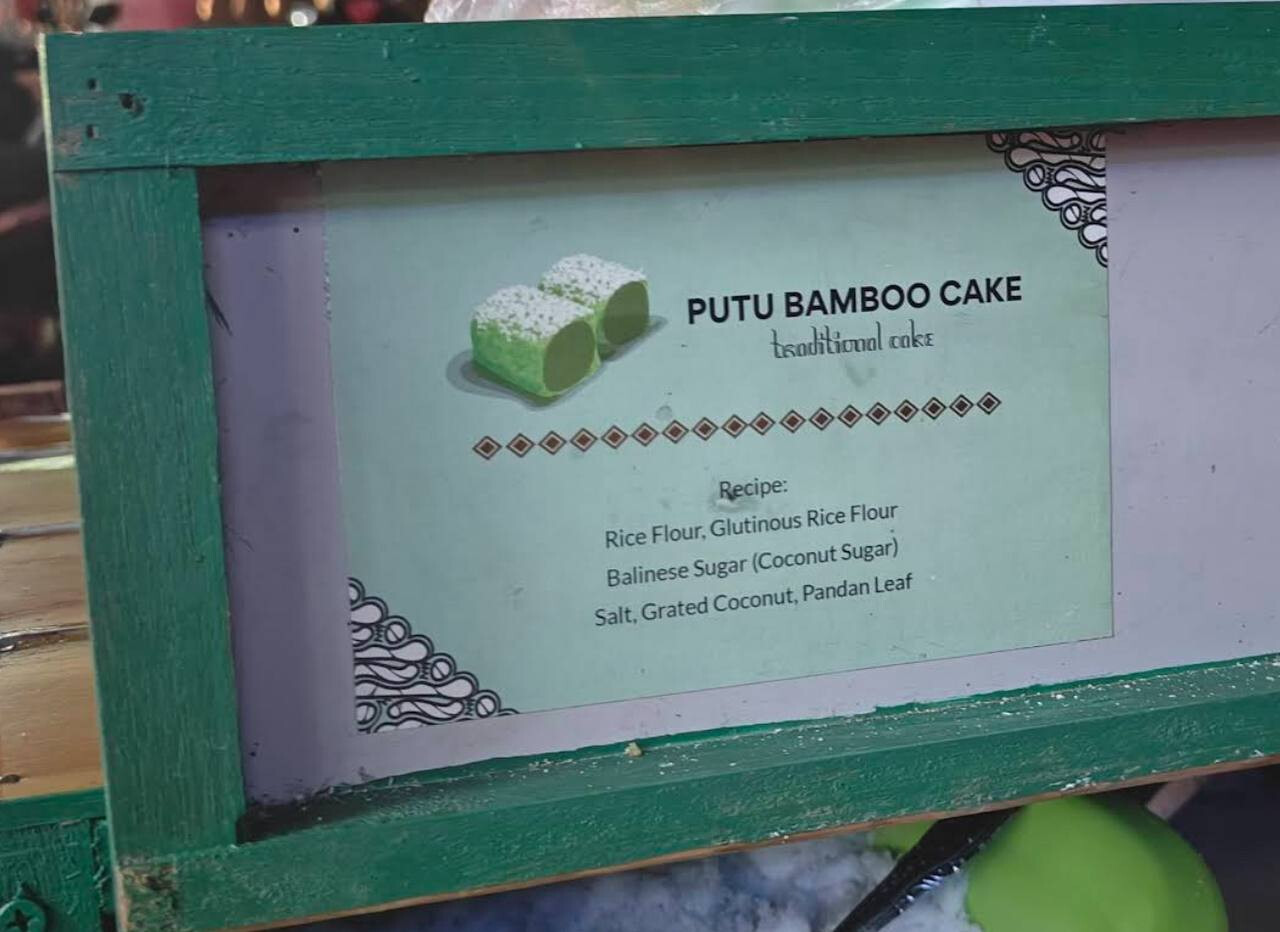 PUTU BAMBOO CAKE
traditional cake
Recipe:
Rice Flour, Glutinous Rice Flour
Balinese Sugar (Coconut Sugar)
Salt, Grated Coconut, Pandan Leaf